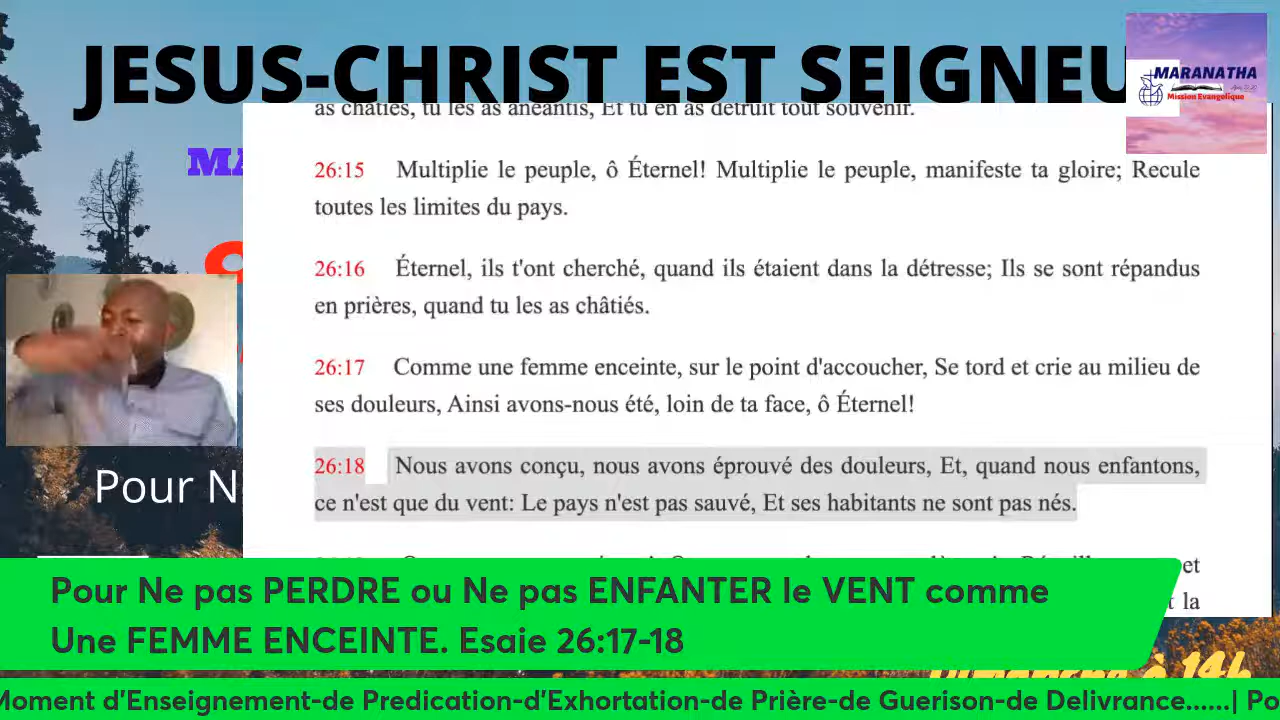 JESUS-CHRIST EST SEIGNEU
MARANATHA
Mission Evangelique
as châtiés, tu les as anéantis, Et tu en as détruit tout souvenir.
MA
26:15 Multiplie le peuple, ô Éternel! Multiplie le peuple, manifeste ta gloire; Recule
toutes les limites du pays.
26:16 Éternel, ils t'ont cherché, quand ils étaient dans la détresse; Ils se sont répandus
en prières, quand tu les as châtiés.
26:17 Comme une femme enceinte, sur le point d'accoucher, Se tord et crie au milieu de
ses douleurs, Ainsi avons-nous été, loin de ta face, ô Éternel!
26:18 Nous avons conçu, nous avons éprouvé des douleurs, Et, quand nous enfantons,
ce n'est que du vent: Le pays n'est pas sauvé, Et ses habitants ne sont pas nés.
Pour N
et
la
Pour Ne pas PERDRE ou Ne pas ENFANTER le VENT comme
Une FEMME ENCEINTE. Esaie 26:17-18
à 14h
Moment d'Enseignement-de Predication-d'Exhortation-de Prière-de Guerison-de Delivrance......| Po